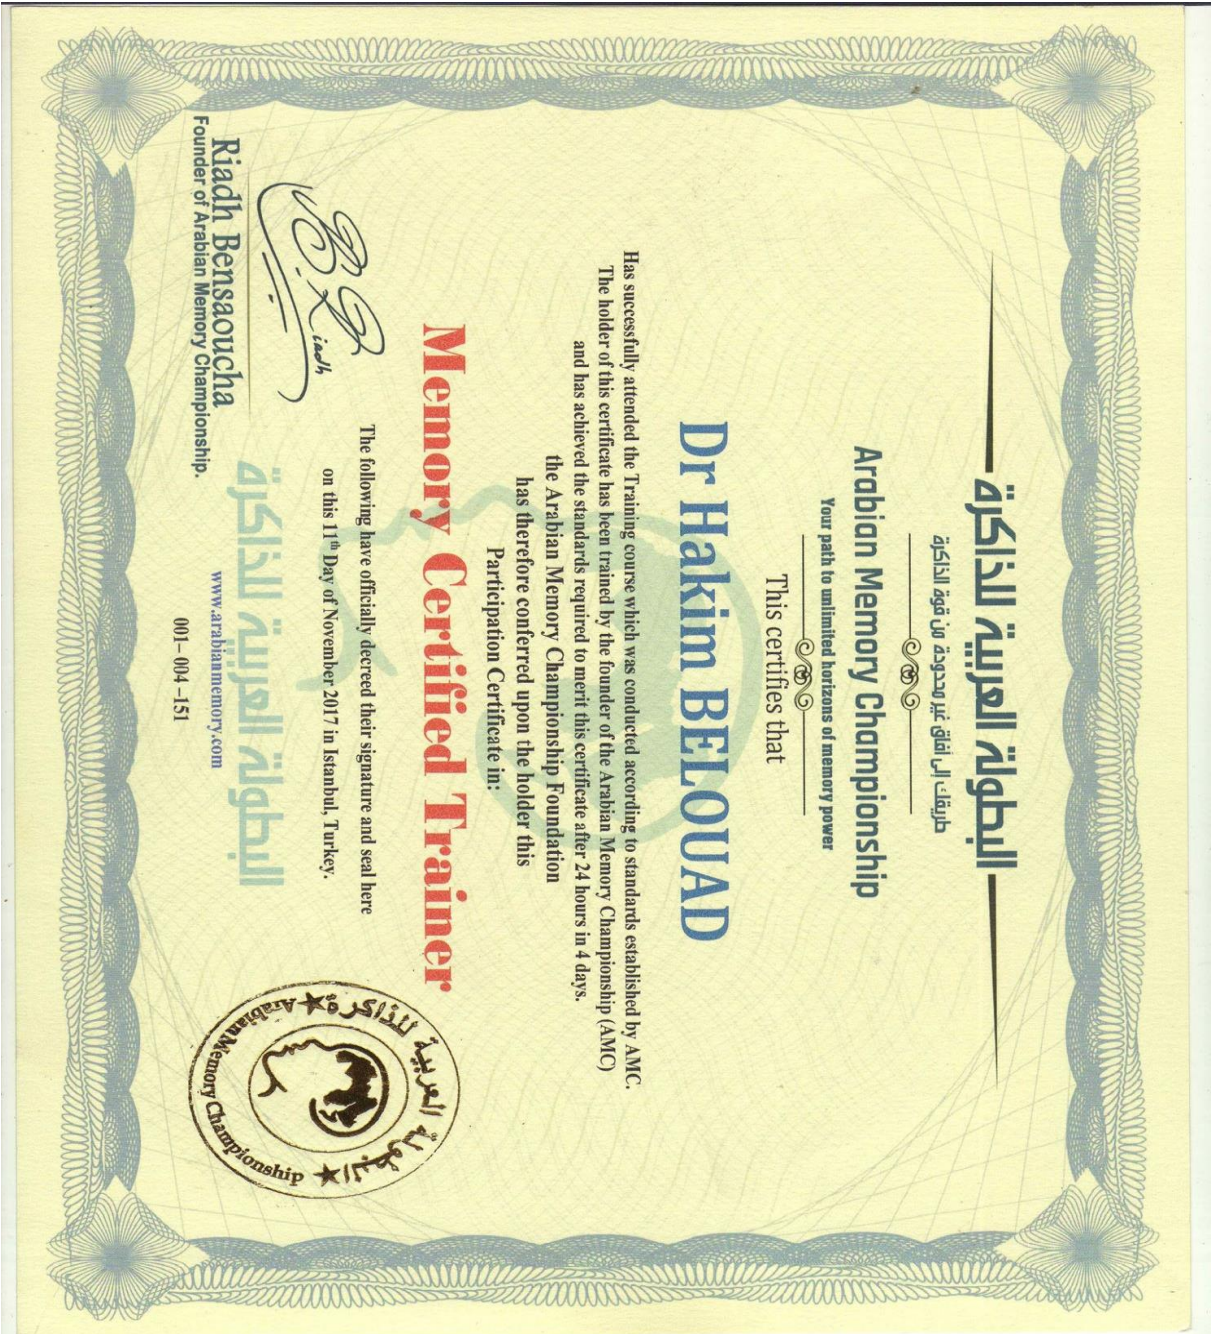 البطولة العربية للذاكرة
طريقك إلى آفاق غير محدودة من قوة الذاكرة
Arabian Memory Championship
Your path to unlimited horizons of memory power
This certifies that
Dr Hakim BELOUAD
Has successfully attended the Training course which was conducted according to standards established by AMC.
The holder of this certificate has been trained by the founder of the Arabian Memory Championship (AMC)
and has achieved the standards required to merit this certificate after 24 hours in 4 days.
the Arabian Memory Championship Foundation
has therefore conferred upon the holder this
Participation Certificate in:
Memory Certified Trainer
The following have officially decreed their signature and seal here
on this 11th Day of November 2017 in Istanbul, Turkey.
Riadh
Riadh Bensaoucha
Founder of Arabian Memory Championship.
البطولة العربية للذاكرة
www.arabianmemory.com
001– 004 –151
البطولة العربية للذاكرة
Arabian Memory Championship